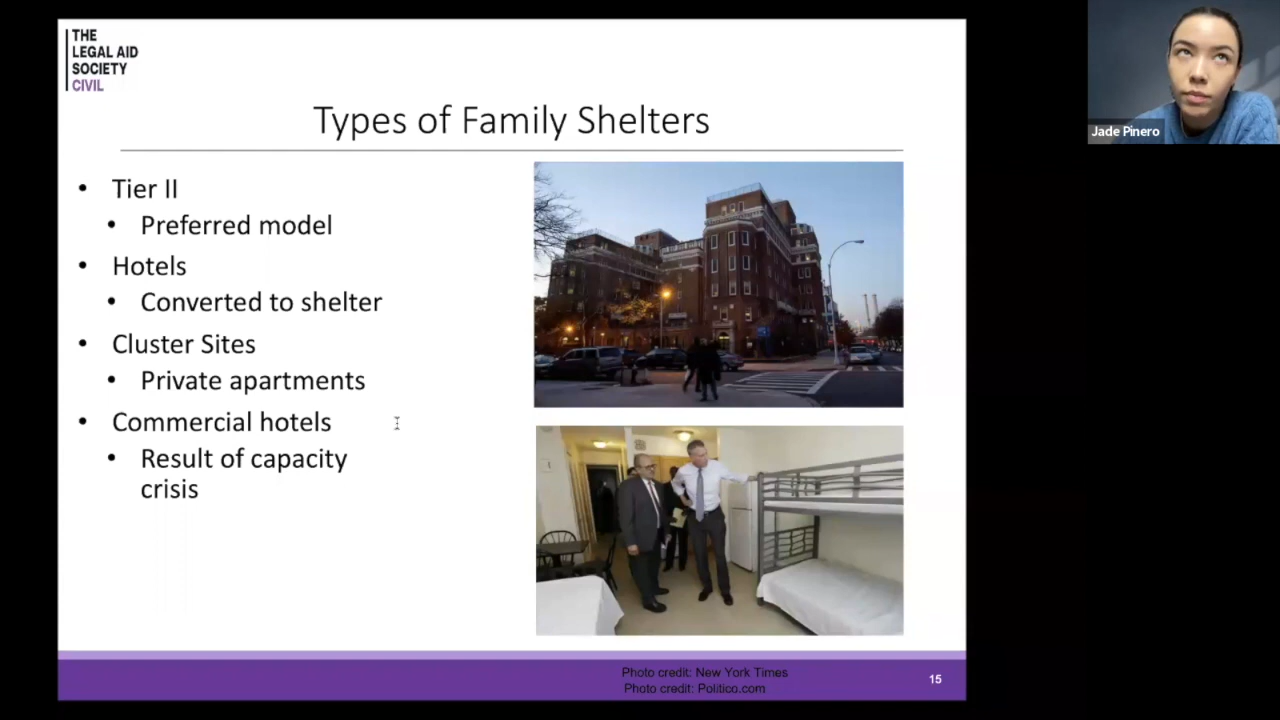 THE
LEGAL AID
SOCIETY
CIVIL
Types of Family Shelters
• Tier II
• Preferred model
• Hotels
• Converted to shelter
• Cluster Sites
• Private apartments
• Commercial hotels
• Result of capacity
crisis
Photo credit: New York Times
Photo credit: Politico.com
15
Jade Pinero